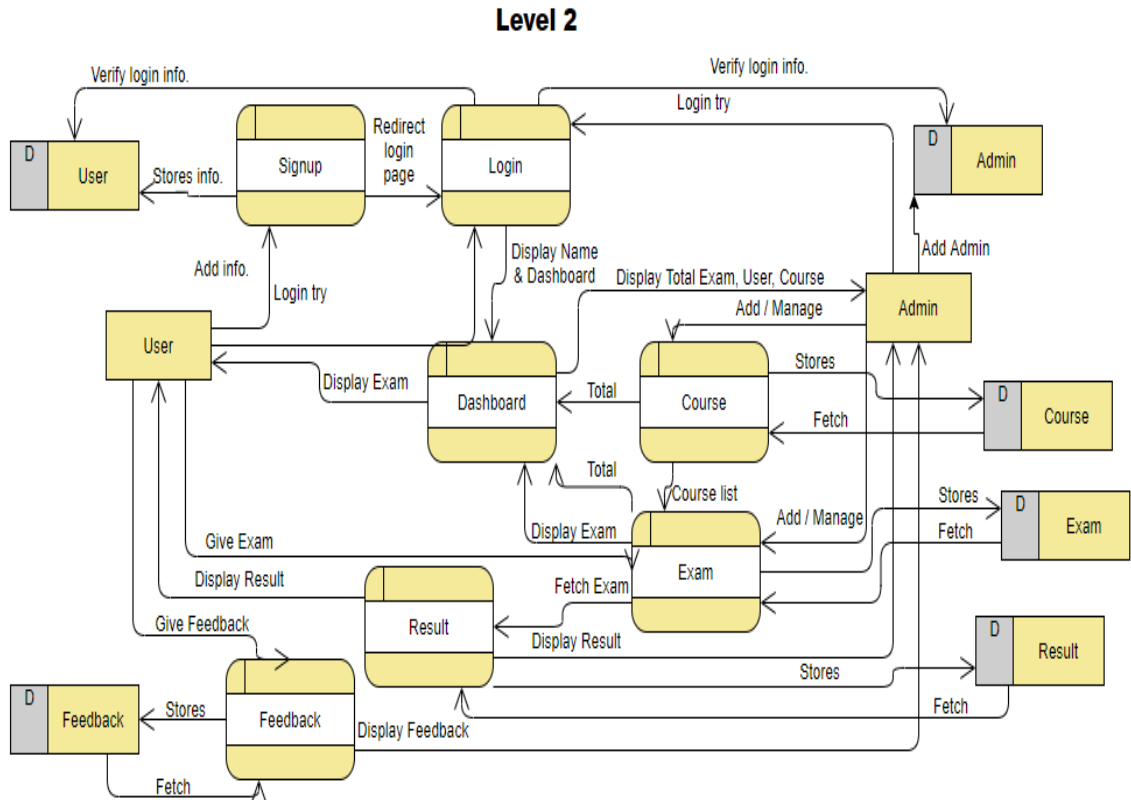 Level 2
Verify login info.
Verify login info.
Login try
Redirect
login
page
D
User
Stores info.
Signup
Login
D
Admin
Add info.
Login try
Display Name
& Dashboard
Add Admin
Display Total Exam, User, Course
User
Admin
Add / Manage
Display Exam
Dashboard
Total
Course
Stores
Fetch
D
Course
Total
Course list
Add / Manage
Stores
Fetch
D
Exam
Give Exam
Display Exam
Exam
Display Result
Fetch Exam
Result
Display Result
Stores
D
Result
Fetch
Give Feedback
D
Feedback
Stores
Feedback
Display Feedback
Fetch